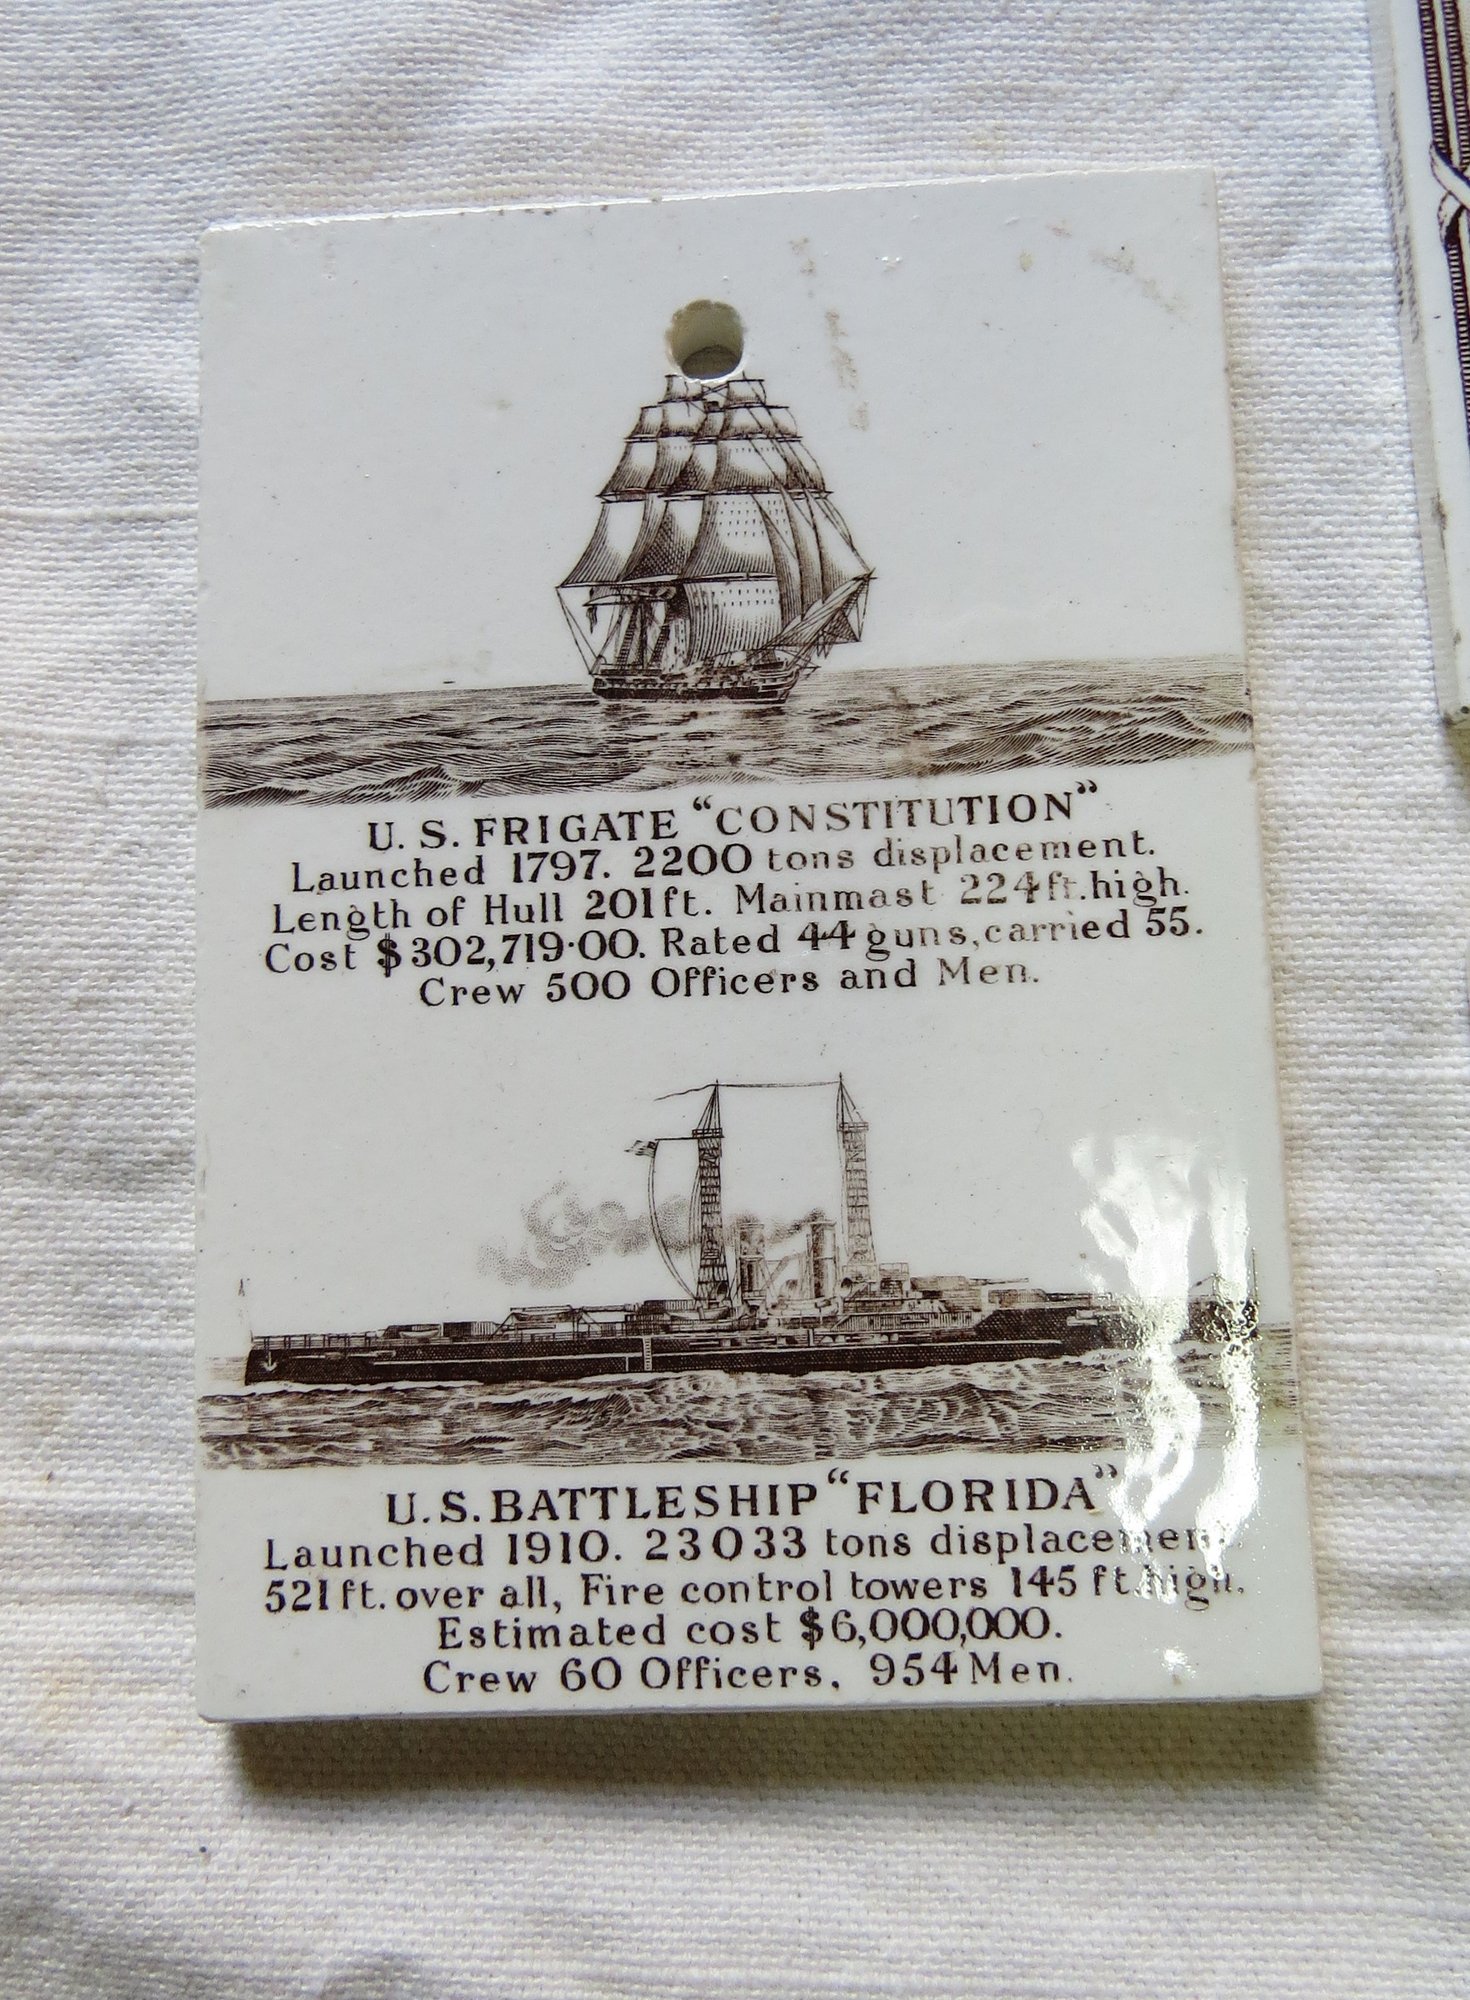 U. S. FRIGATE “CONSTITUTION”
Launched 1797. 2200 tons displacement.
Length of Hull 201ft. Mainmast 224ft.high.
Cost $302,719·00. Rated 44 guns,carried 55.
Crew 500 Officers and Men.
U.S.BATTLESHIP “FLORIDA”
Launched 1910. 23033 tons displacement.
521ft. over all, Fire control towers 145 ft.high.
Estimated cost $6,000,000.
Crew 60 Officers, 954 Men.